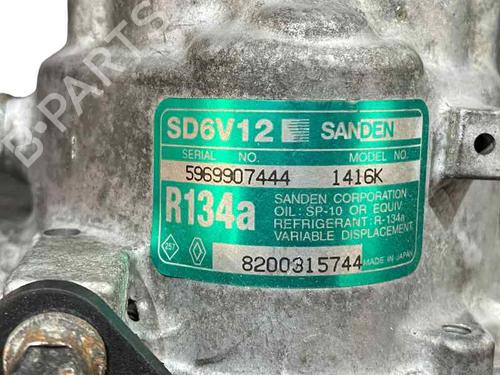 B-PARTS
SD6V12 SANDEN
SERIAL NO. MODEL NO.
5969907444 1416K
R134a
SANDEN CORPORATION
OIL: SP-10 OR EQUIV.
REFRIGERANT: R-134a
VARIABLE DISPLACEMENT.
257
8200315744
MADE IN JAPAN